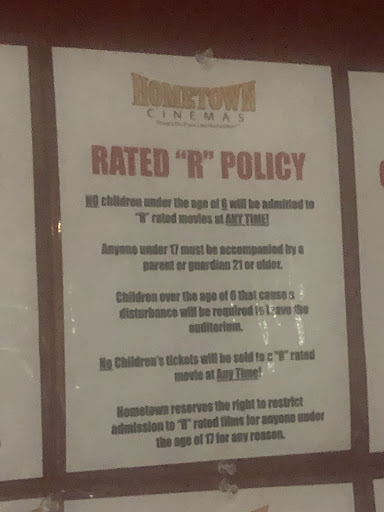 HOMETOWN
CINEMAS
RATED "R" POLICY
NO children under the age of 6 will be admitted to
"R" rated movies at ANY TIME!
Anyone under 17 must be accompanied by a
parent or guardian 21 or older.
Children over the age of 6 that cause a
disturbance will be required to leave the
auditorium.
No Children's tickets will be sold to a "R" rated
movie at Any Time!
Hometown reserves the right to restrict
admission to "R" rated films for anyone under
the age of 17 for any reason.